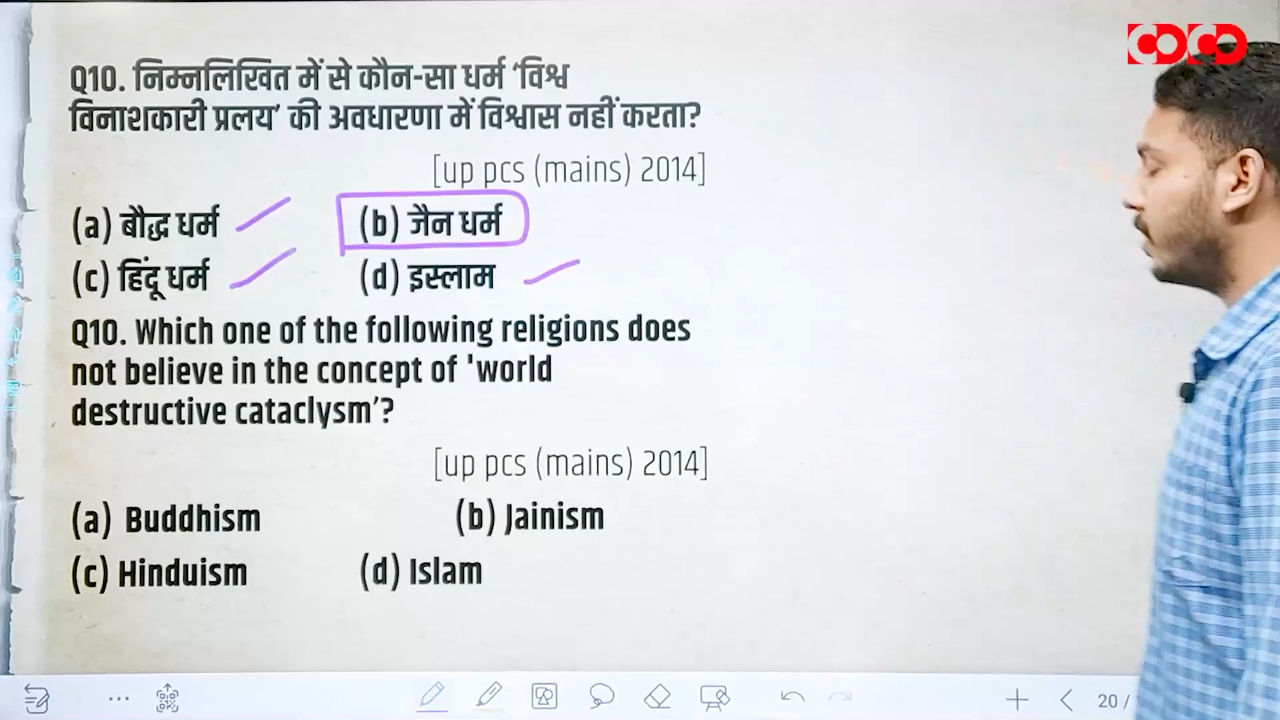 COCO
Q10. निम्नलिखित में से कौन-सा धर्म ‘विश्व
विनाशकारी प्रलय’ की अवधारणा में विश्वास नहीं करता?
[up pcs (mains) 2014]
(a) बौद्ध धर्म (b) जैन धर्म
(c) हिंदू धर्म (d) इस्लाम
Q10. Which one of the following religions does
not believe in the concept of 'world
destructive cataclysm’?
[up pcs (mains) 2014]
(a) Buddhism (b) Jainism
(c) Hinduism (d) Islam
20 /